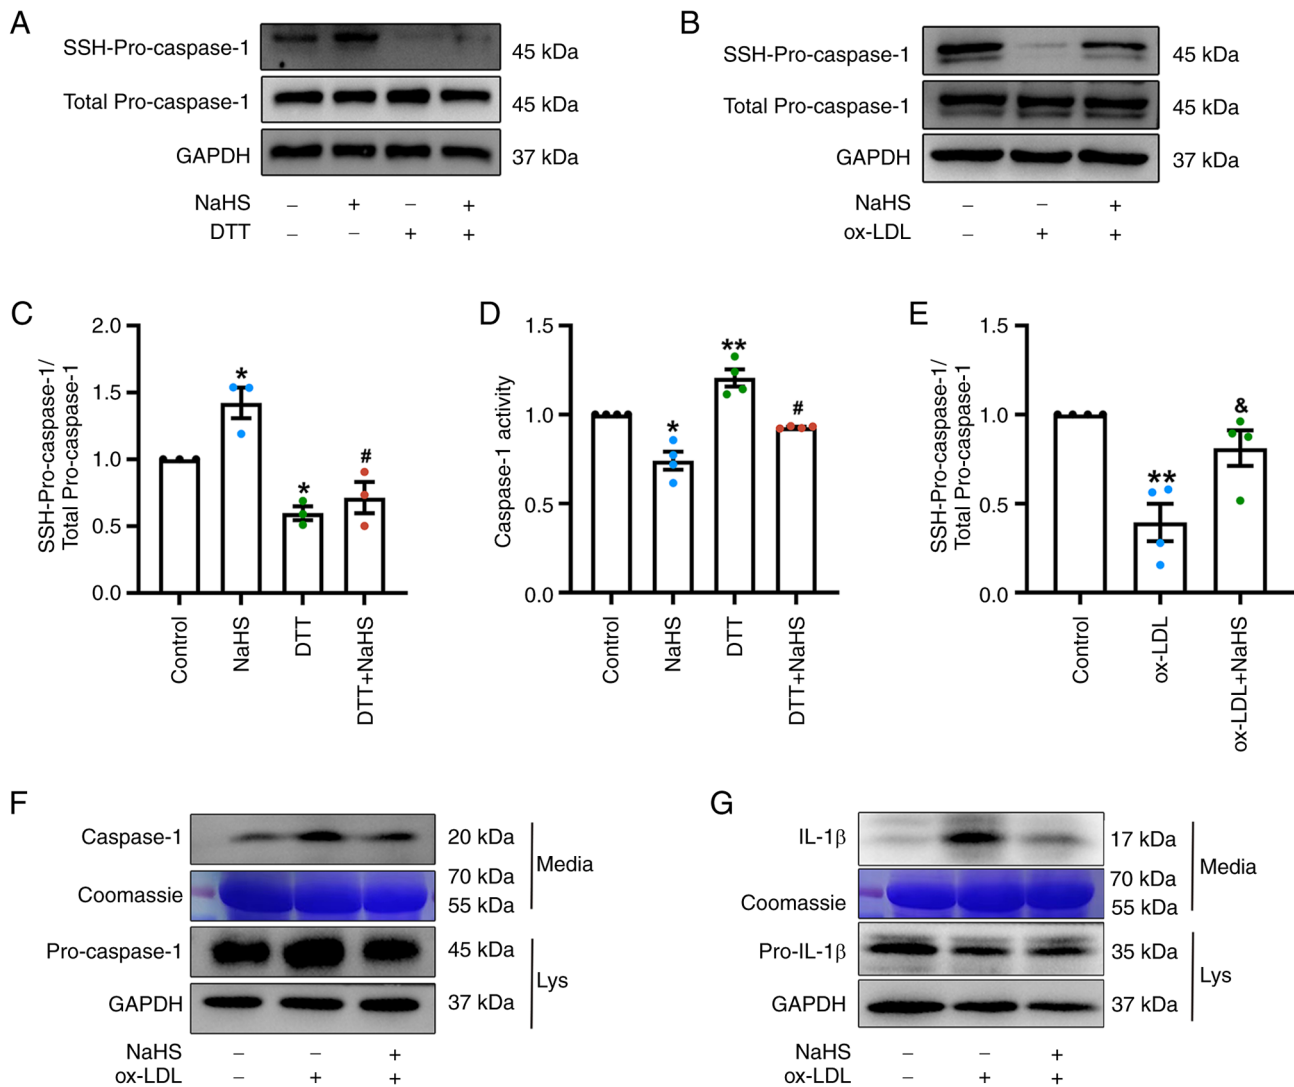 A
SSH-Pro-caspase-1
45 kDa
Total Pro-caspase-1
45 kDa
GAPDH
37 kDa
NaHS – + – +
DTT – – + +
B
SSH-Pro-caspase-1
45 kDa
Total Pro-caspase-1
45 kDa
GAPDH
37 kDa
NaHS – – +
ox-LDL – + +
C
SSH-Pro-caspase-1/
Total Pro-caspase-1
2.0
1.5
1.0
0.5
0.0
*
*
#
Control
NaHS
DTT
DTT+NaHS
D
Caspase-1 activity
1.5
1.0
0.5
0.0
*
**
#
Control
NaHS
DTT
DTT+NaHS
E
SSH-Pro-caspase-1/
Total Pro-caspase-1
1.5
1.0
0.5
0.0
**
&
Control
ox-LDL
ox-LDL+NaHS
F
Caspase-1
20 kDa
Coomassie
70 kDa
55 kDa
Media
Pro-caspase-1
45 kDa
GAPDH
37 kDa
Lys
NaHS – – +
ox-LDL – + +
G
IL-1β
17 kDa
Coomassie
70 kDa
55 kDa
Media
Pro-IL-1β
35 kDa
GAPDH
37 kDa
Lys
NaHS – – +
ox-LDL – + +